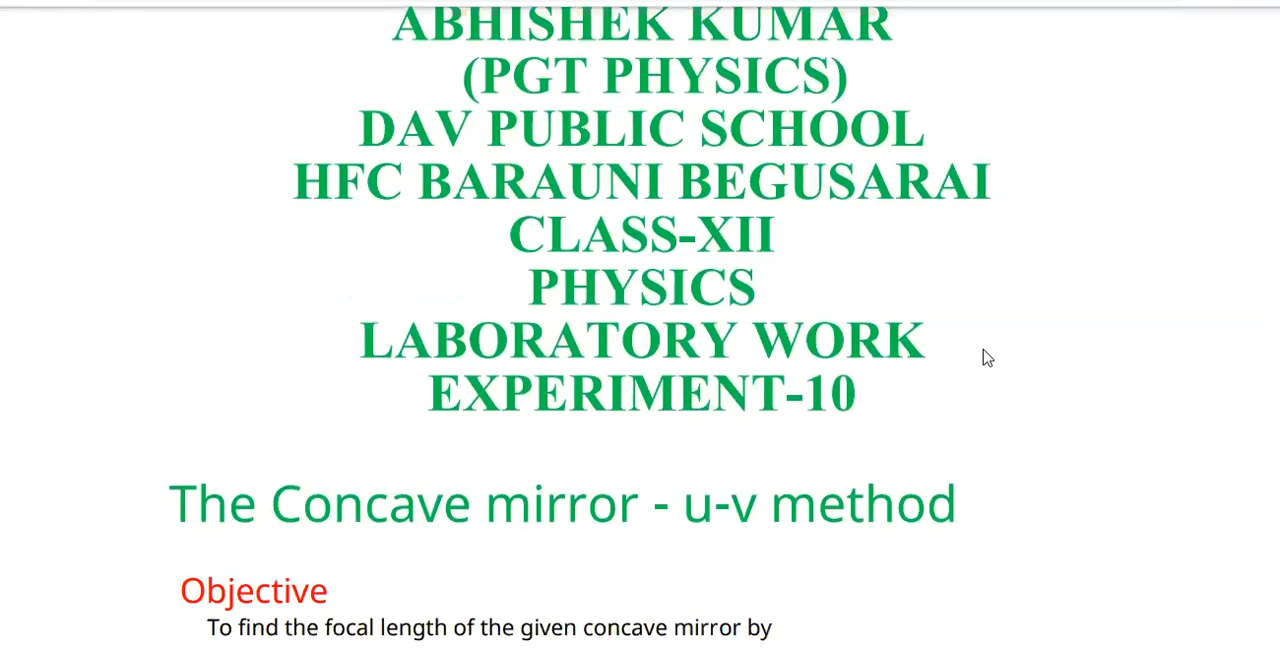 ABHISHEK KUMAR
(PGT PHYSICS)
DAV PUBLIC SCHOOL
HFC BARAUNI BEGUSARAI
CLASS-XII
PHYSICS
LABORATORY WORK
EXPERIMENT-10
The Concave mirror - u-v method
Objective
To find the focal length of the given concave mirror by